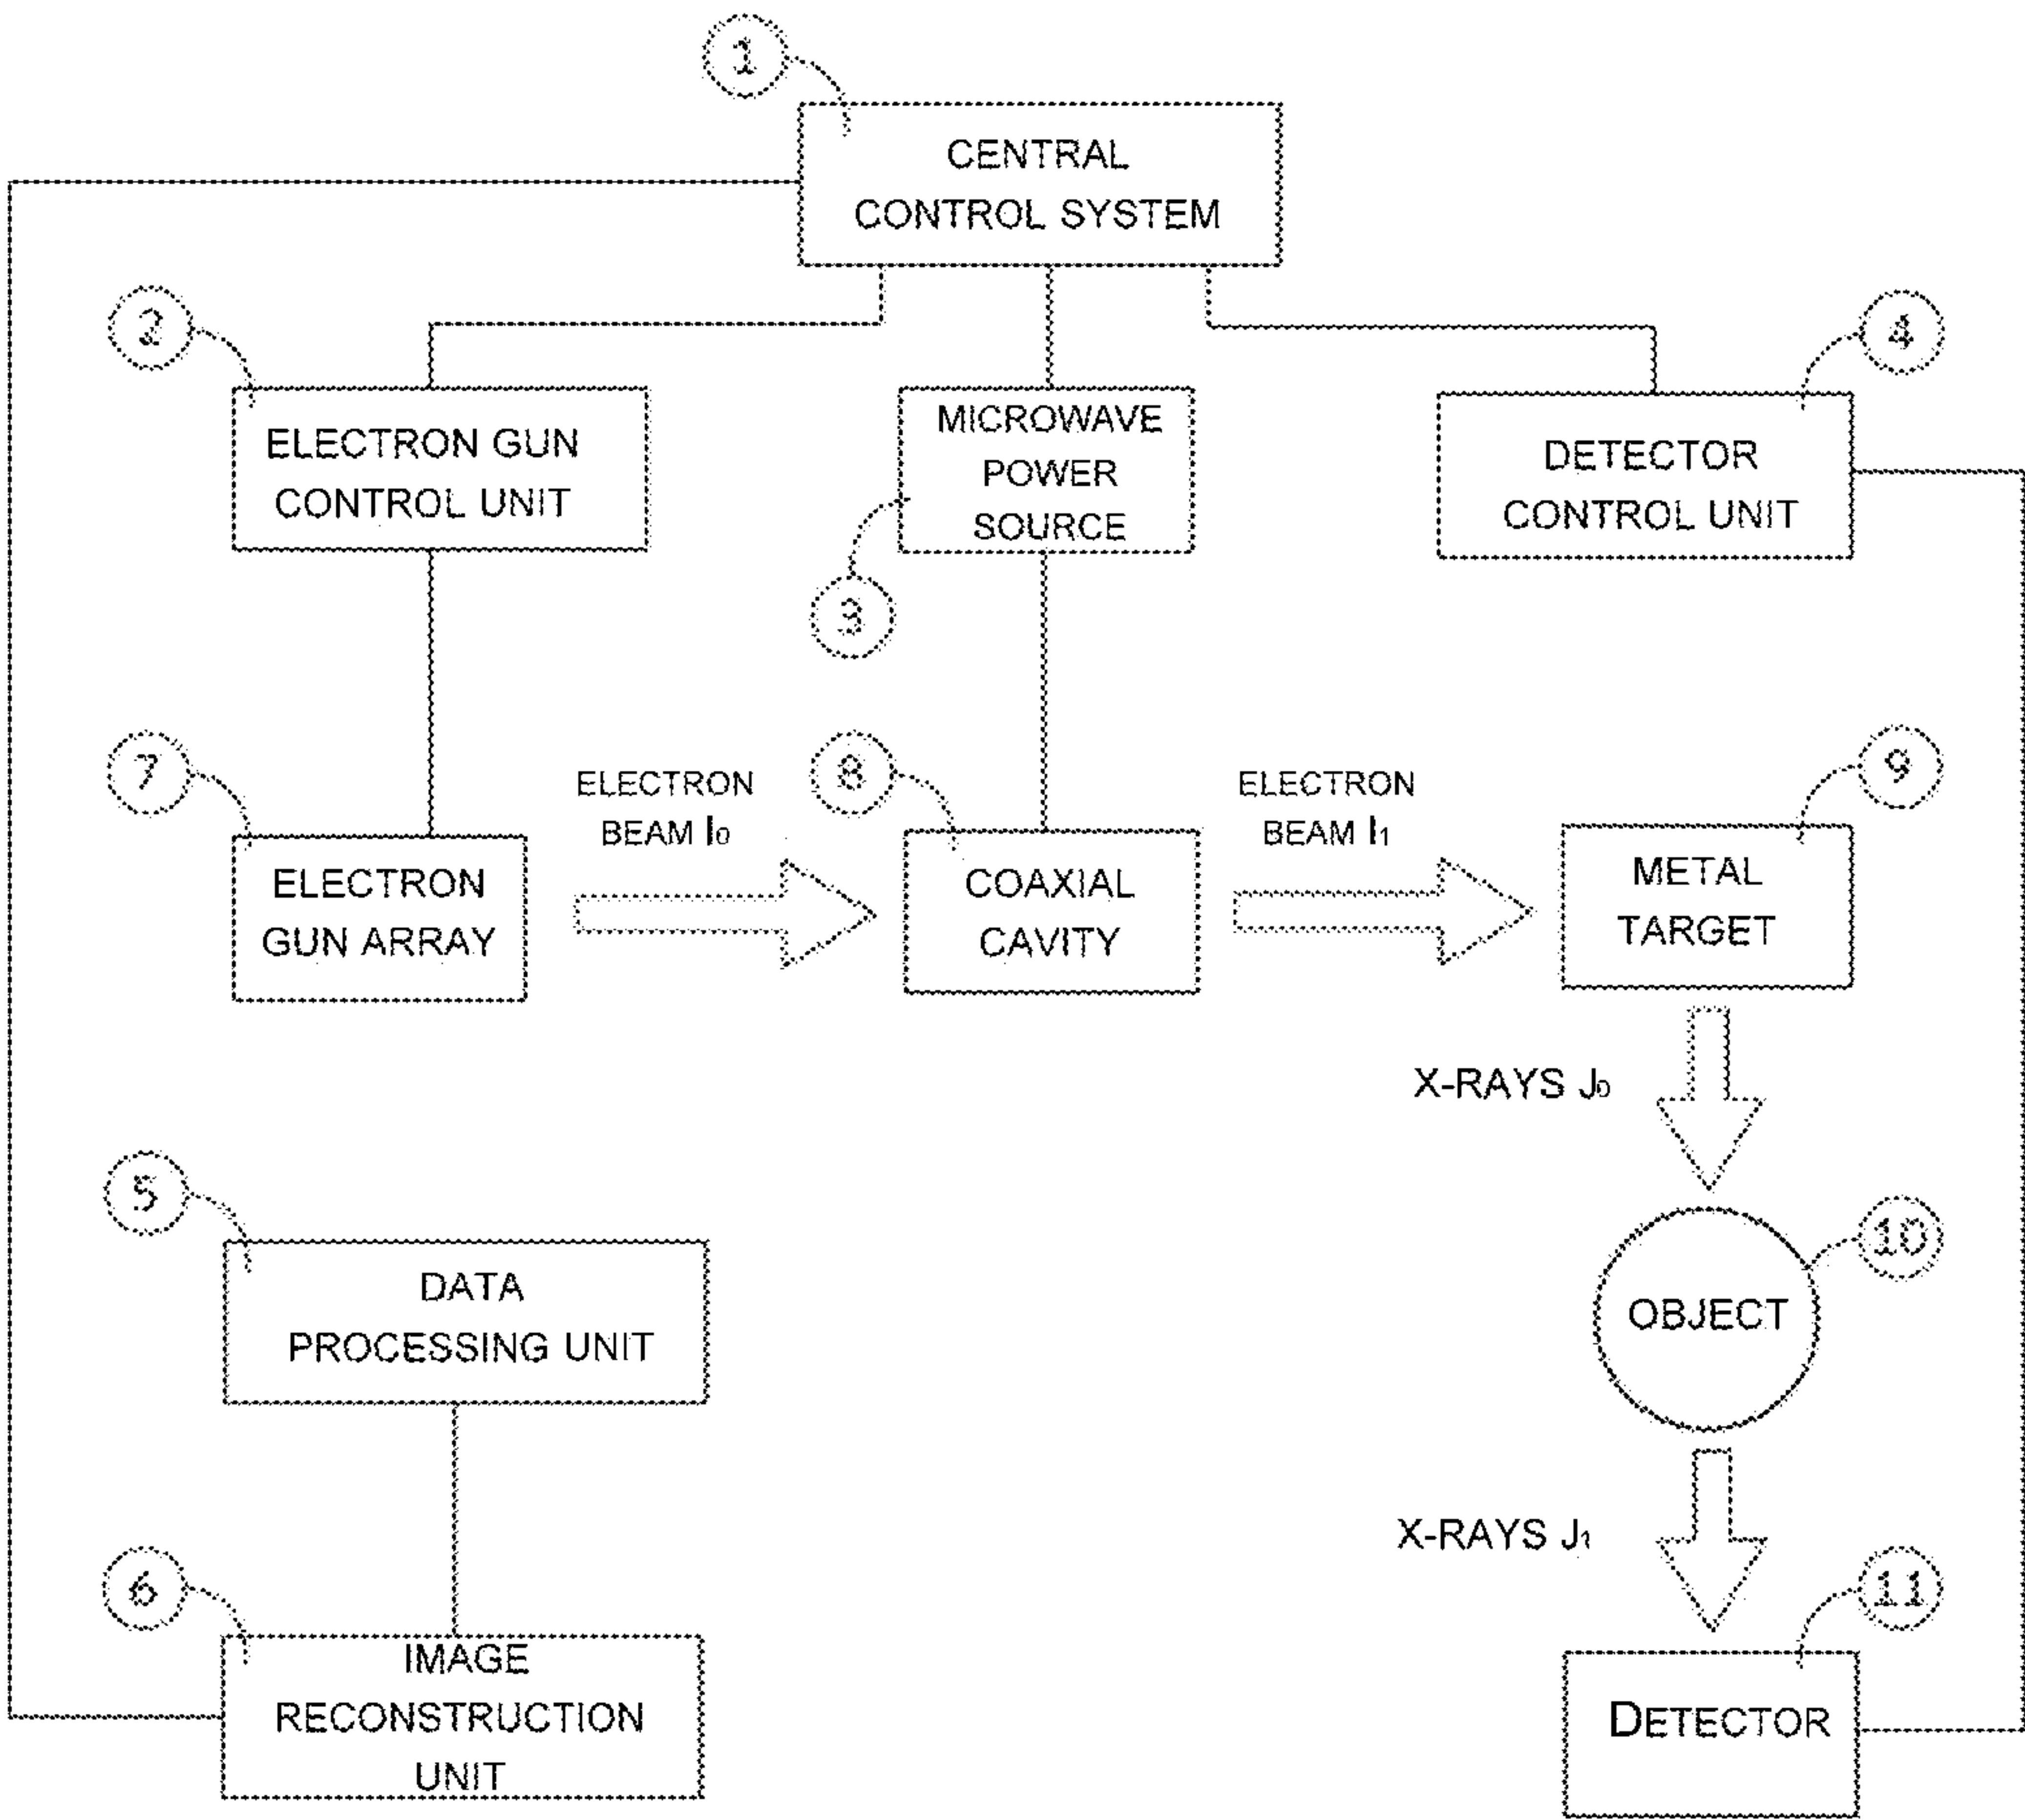 1
CENTRAL
CONTROL SYSTEM
2
ELECTRON GUN
CONTROL UNIT
MICROWAVE
POWER
SOURCE
3
4
DETECTOR
CONTROL UNIT
7
ELECTRON
GUN ARRAY
ELECTRON
BEAM I₀
8
COAXIAL
CAVITY
ELECTRON
BEAM I₁
9
METAL
TARGET
X-RAYS J₀
5
DATA
PROCESSING UNIT
10
OBJECT
X-RAYS J₁
6
IMAGE
RECONSTRUCTION
UNIT
11
DETECTOR